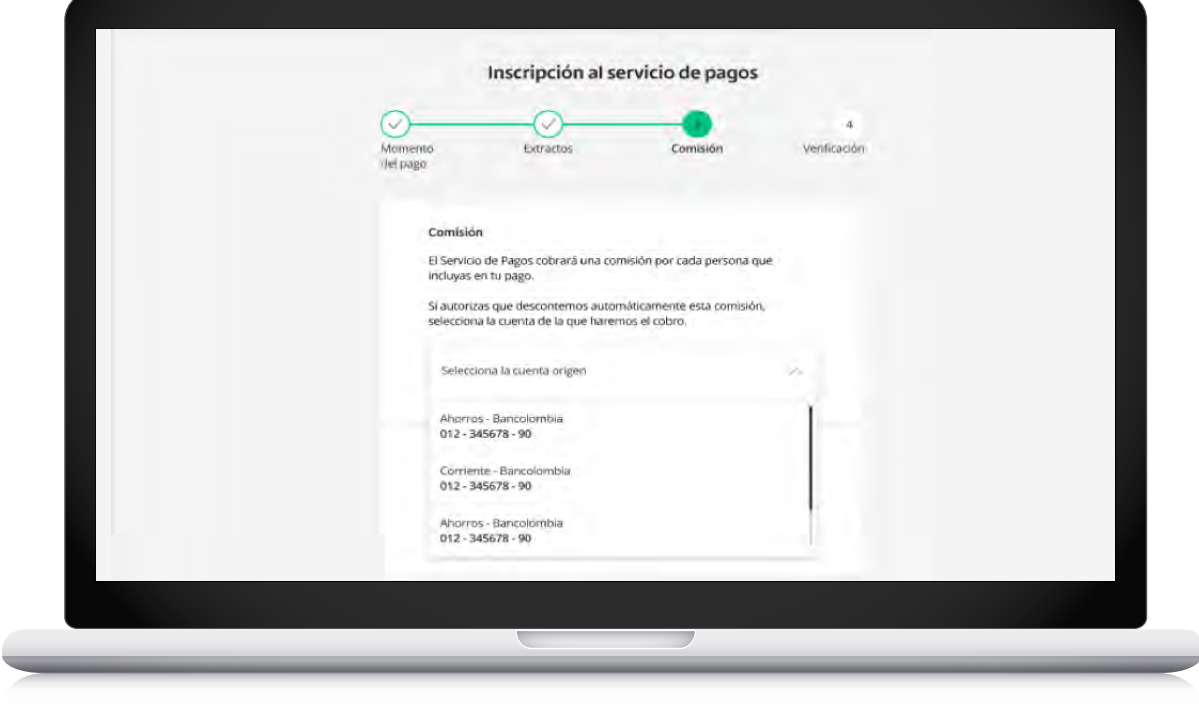 Inscripción al servicio de pagos
4
Momento
del pago
Extractos
Comisión
Verificación
Comisión
El Servicio de Pagos cobrará una comisión por cada persona que
incluyas en tu pago.
Si autorizas que descontemos automáticamente esta comisión,
selecciona la cuenta de la que haremos el cobro.
Selecciona la cuenta origen
Ahorros - Bancolombia
012 - 345678 - 90
Corriente - Bancolombia
012 - 345678 - 90
Ahorros - Bancolombia
012 - 345678 - 90